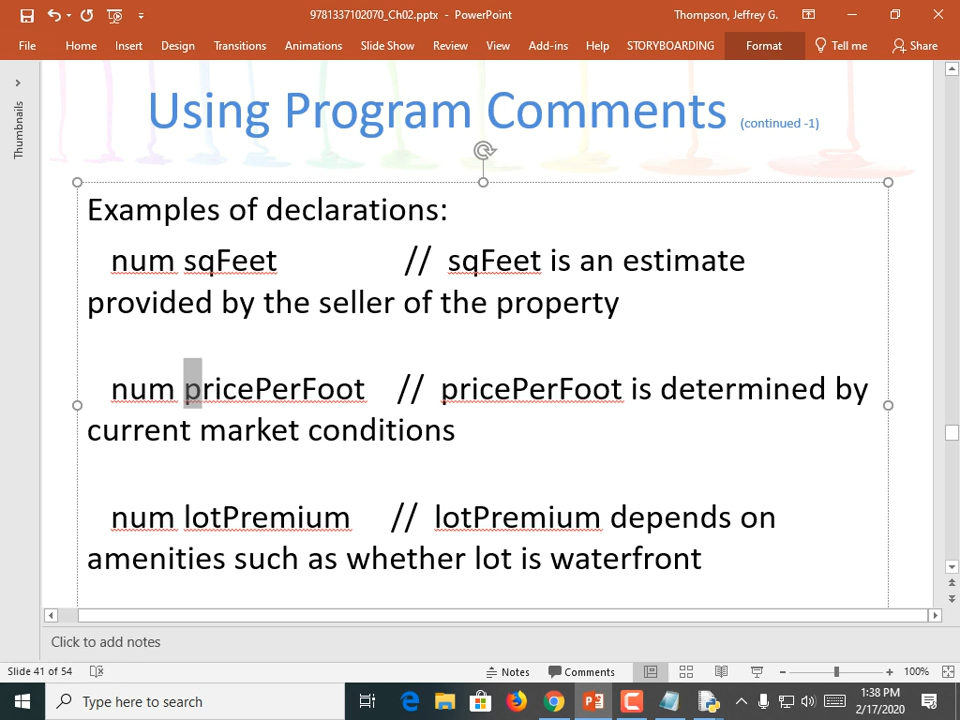 9781337102070_Ch02.pptx - PowerPoint
Thompson, Jeffrey G.
File Home Insert Design Transitions Animations Slide Show Review View Add-ins Help STORYBOARDING Format Tell me Share
Thumbnails
Using Program Comments (continued -1)
Examples of declarations:
num sqFeet // sqFeet is an estimate
provided by the seller of the property
num pricePerFoot // pricePerFoot is determined by
current market conditions
num lotPremium // lotPremium depends on
amenities such as whether lot is waterfront
Click to add notes
Slide 41 of 54 Notes Comments 100%
Type here to search
1:38 PM
2/17/2020